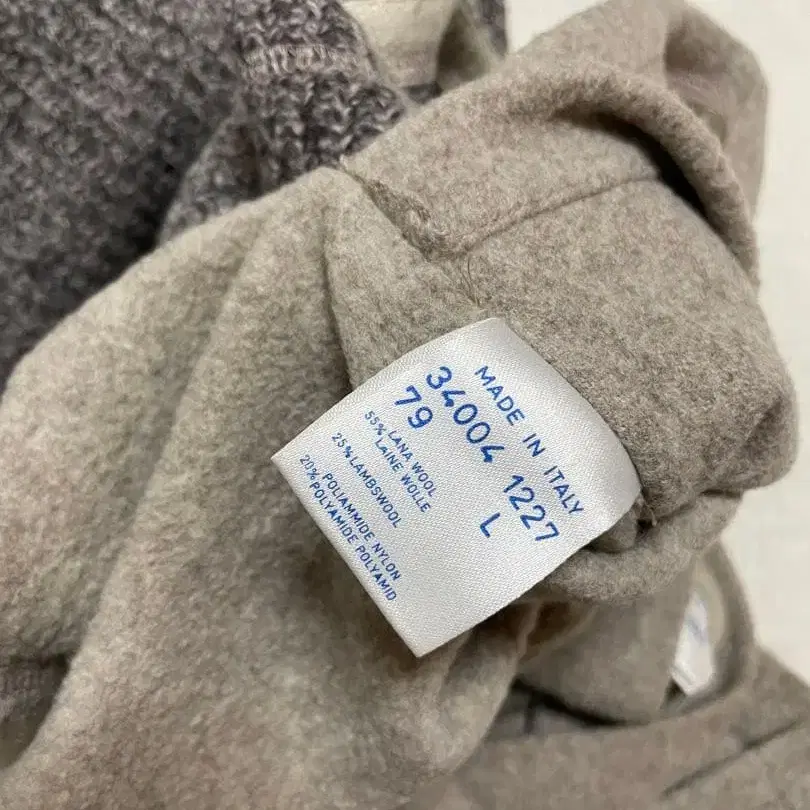 MADE IN ITALY
34004 1227
79 L
55% LANA WOOL
LAINE WOLLE
25% LAMBSWOOL
POLIAMMIDE NYLON
20% POLYAMIDE POLYAMID